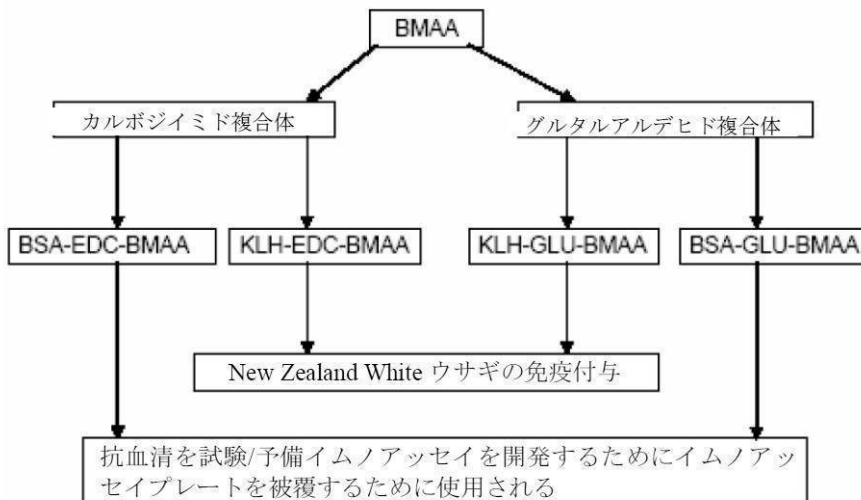 BMAA
カルボジイミド複合体
グルタルアルデヒド複合体
BSA-EDC-BMAA
KLH-EDC-BMAA
KLH-GLU-BMAA
BSA-GLU-BMAA
New Zealand White ウサギの免疫付与
抗血清を試験/予備イムノアッセイを開発するためにイムノアッ
セイプレートを被覆するために使用される